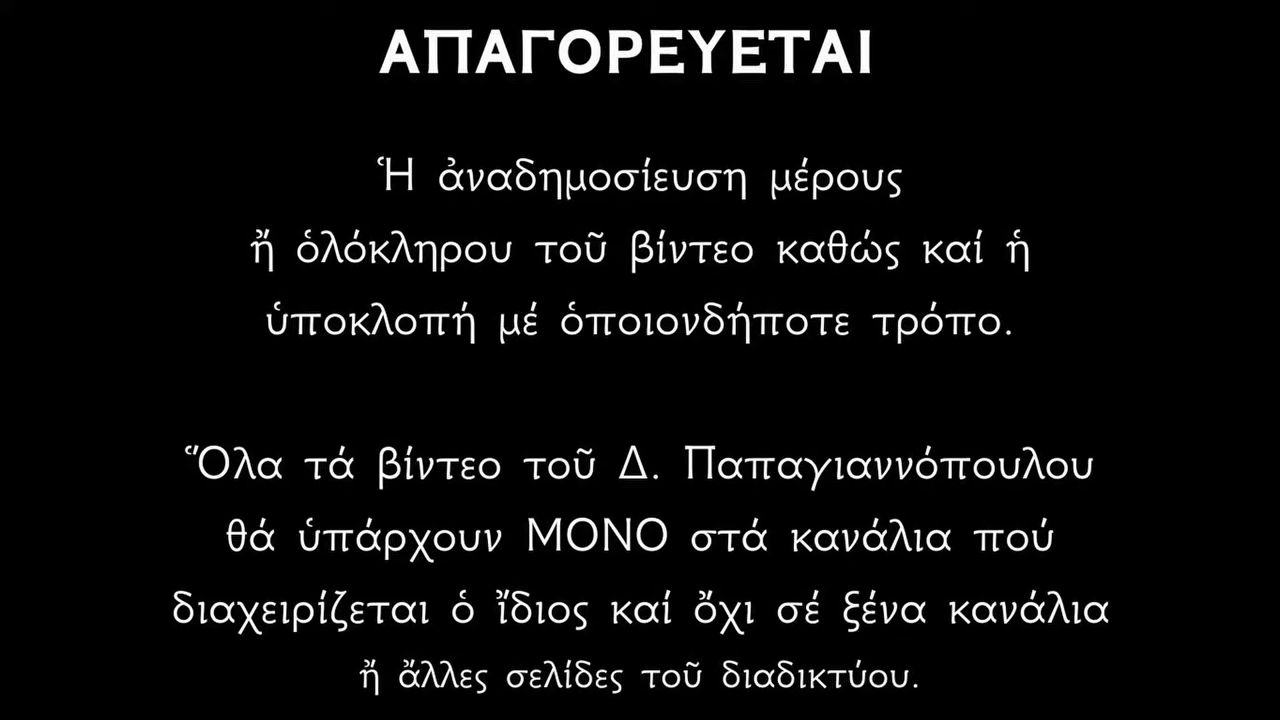 ΑΠΑΓΟΡΕΥΕΤΑΙ
Ἡ ἀναδημοσίευση μέρους
ἤ ὁλόκληρου τοῦ βίντεο καθώς καί ἡ
ὑποκλοπή μέ ὁποιονδήποτε τρόπο.
Ὅλα τά βίντεο τοῦ Δ. Παπαγιαννόπουλου
θά ὑπάρχουν ΜΟΝΟ στά κανάλια πού
διαχειρίζεται ὁ ἴδιος καί ὄχι σέ ξένα κανάλια
ἤ ἄλλες σελίδες τοῦ διαδικτύου.